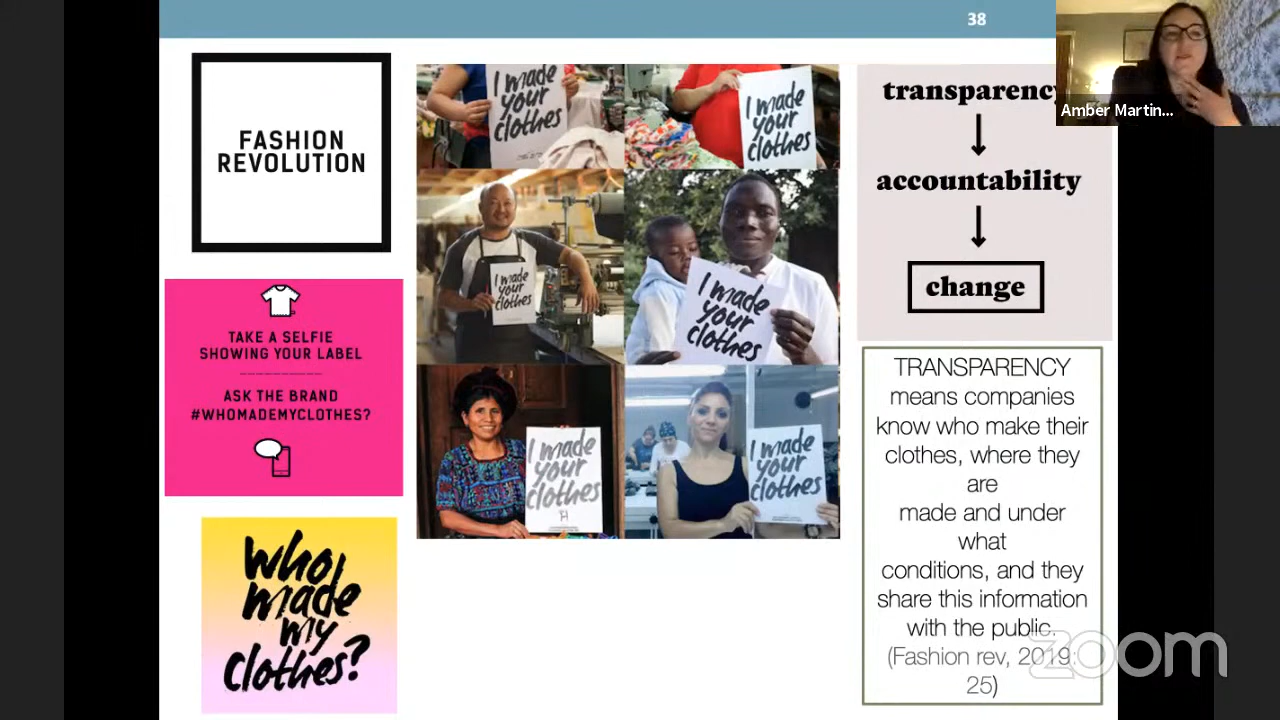 38
FASHION
REVOLUTION
TAKE A SELFIE
SHOWING YOUR LABEL
ASK THE BRAND
#WHOMADEMYCLOTHES?
who
made
my
clothes?
I made
your
clothes
I made
your
clothes
I made
your
clothes
I made
your
clothes
I made
your
clothes
I made
your
clothes
transparency
accountability
change
TRANSPARENCY
means companies
know who make their
clothes, where they
are
made and under
what
conditions, and they
share this information
with the public.
(Fashion rev, 2019:
25)
Amber Martin...
zoom